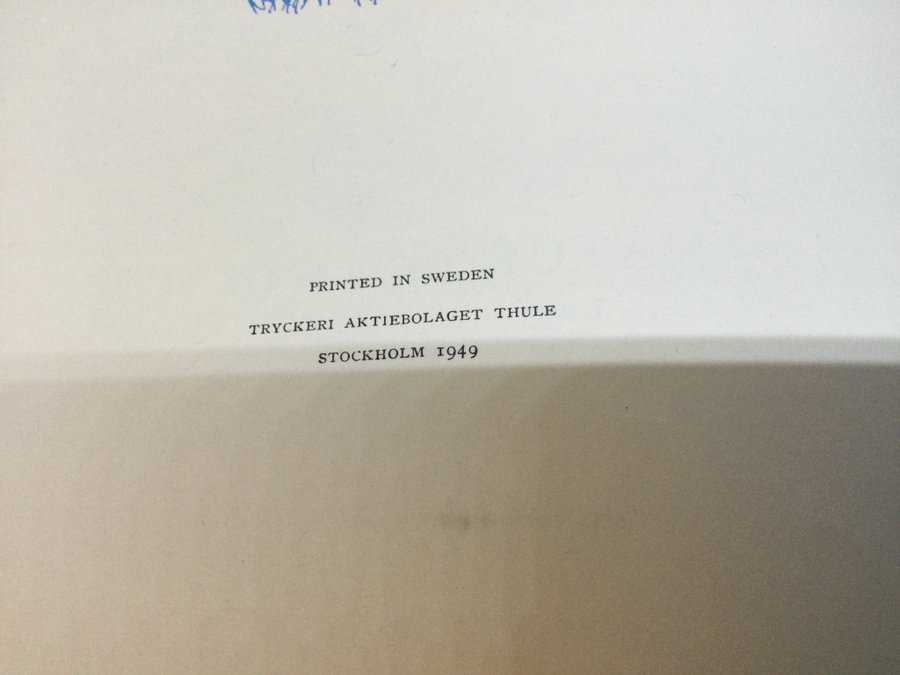 PRINTED IN SWEDEN
TRYCKERI AKTIEBOLAGET THULE
STOCKHOLM 1949